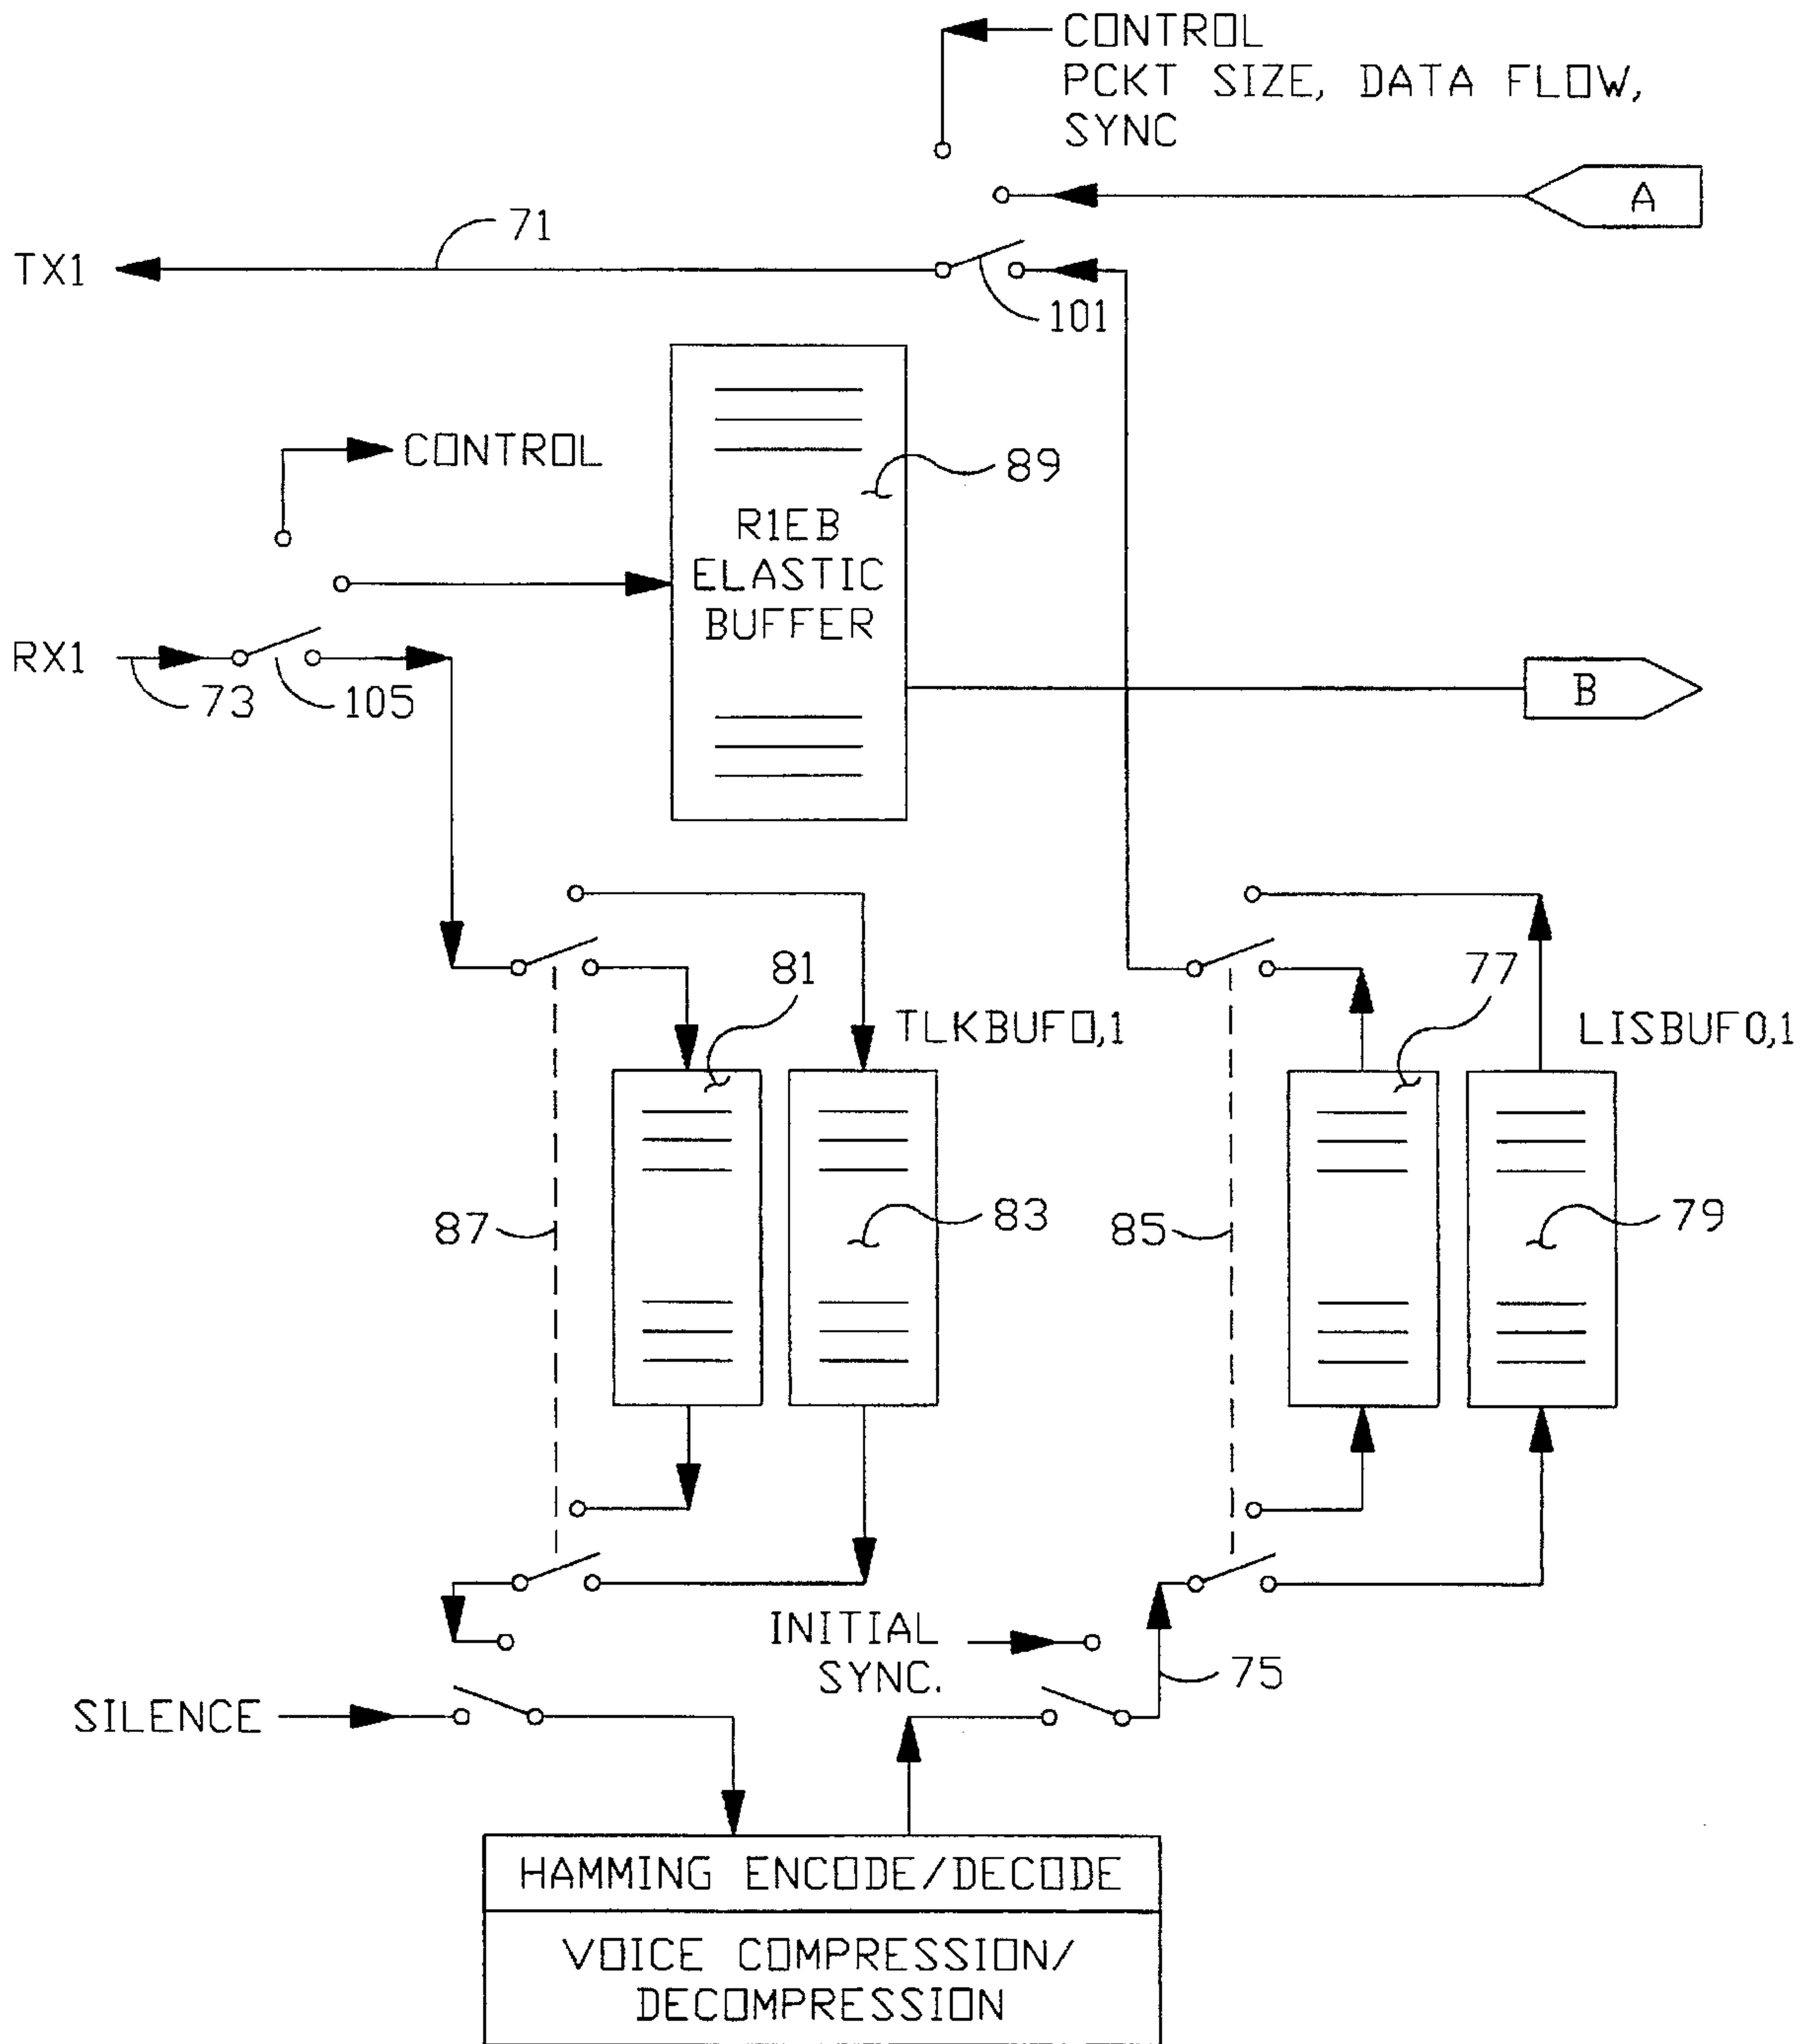 CONTROL
PCKT SIZE, DATA FLOW,
SYNC
A
71
TX1
101
CONTROL
89
R1EB
ELASTIC
BUFFER
RX1
73
105
B
81
77
TLKBUF0,1
LISBUF0,1
87
83
85
79
INITIAL
SYNC.
75
SILENCE
HAMMING ENCODE/DECODE
VOICE COMPRESSION/
DECOMPRESSION